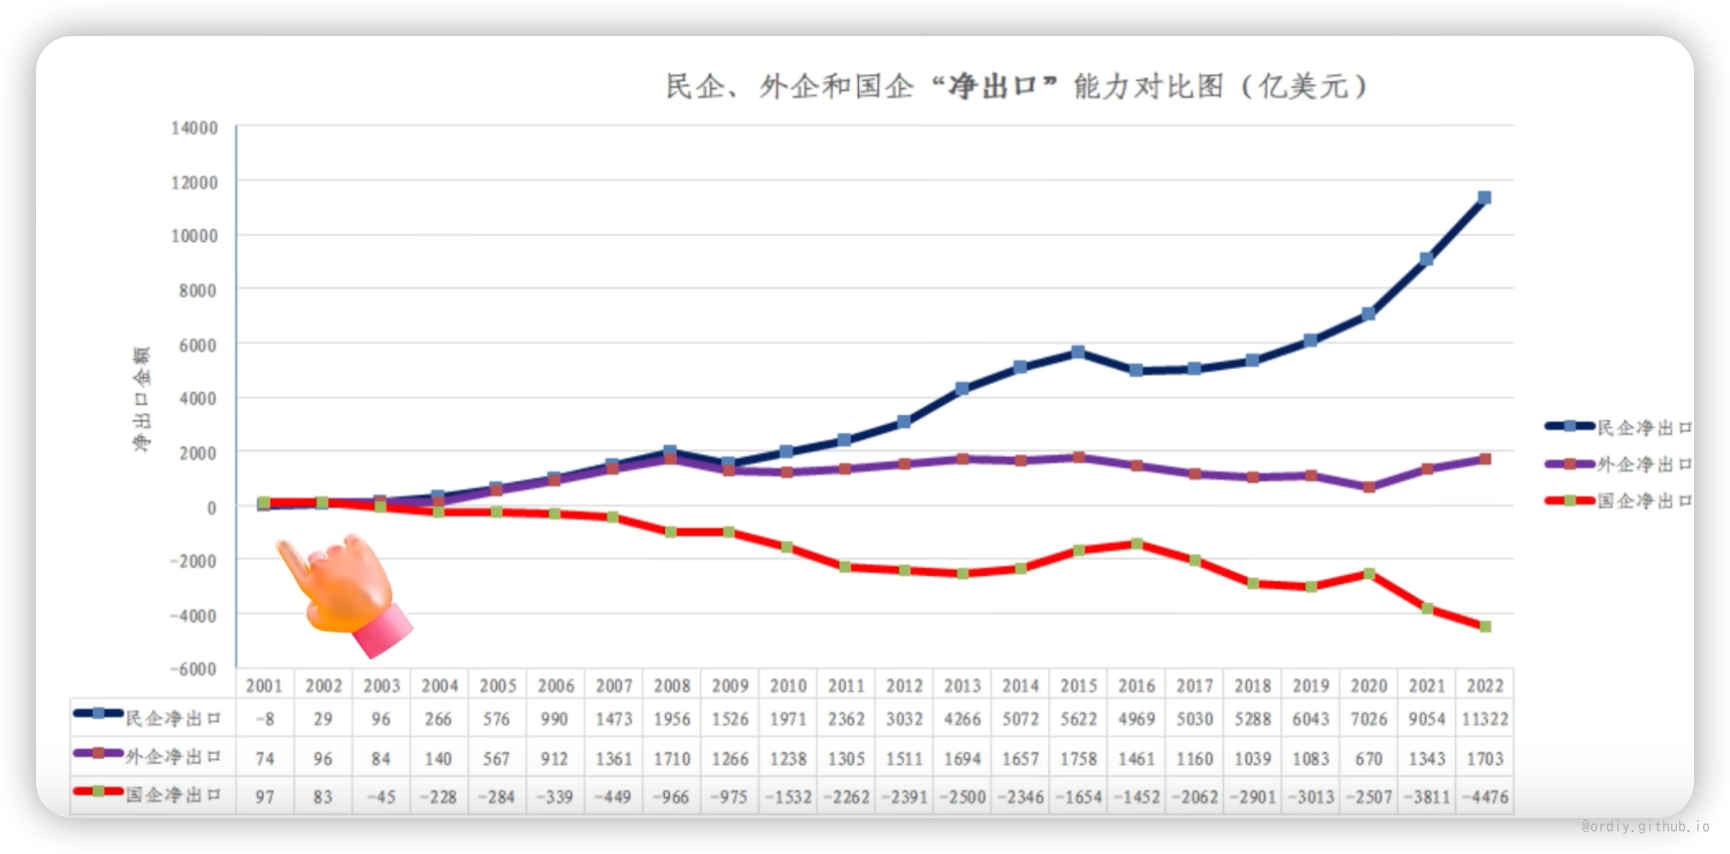 民企、外企和国企“净出口”能力对比图（亿美元）
14000
12000
10000
8000
6000
4000
2000
0
-2000
-4000
-6000
净出口金额
民企净出口
外企净出口
国企净出口
2001 2002 2003 2004 2005 2006 2007 2008 2009 2010 2011 2012 2013 2014 2015 2016 2017 2018 2019 2020 2021 2022
民企净出口 -8 29 96 266 576 990 1473 1956 1526 1971 2362 3032 4266 5072 5622 4969 5030 5288 6043 7026 9054 11322
外企净出口 74 96 84 140 567 912 1361 1710 1266 1238 1305 1511 1694 1657 1758 1461 1160 1039 1083 670 1343 1703
国企净出口 97 83 -45 -228 -284 -339 -449 -966 -975 -1532 -2262 -2391 -2500 -2346 -1654 -1452 -2062 -2901 -3013 -2507 -3811 -4476
@ordiy.github.io